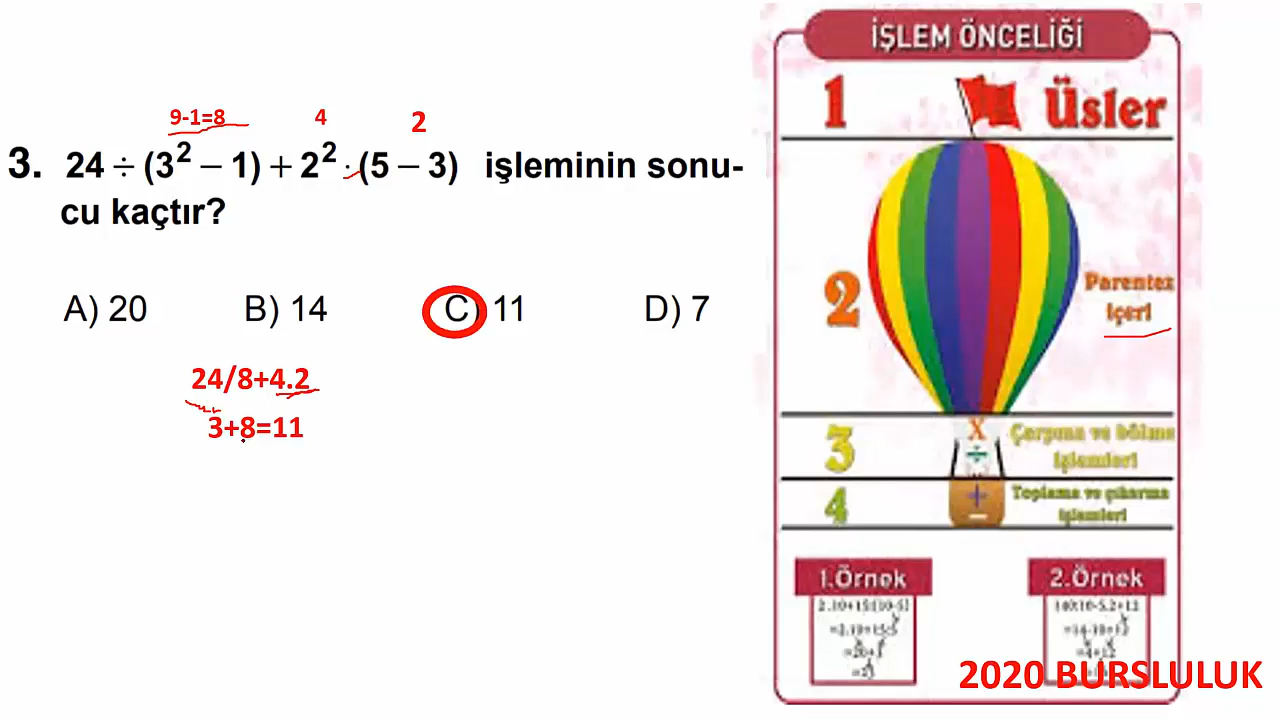 9-1=8 4 2
3. 24 ÷ (3² − 1) + 2² · (5 − 3) işleminin sonu-
cu kaçtır?
A) 20 B) 14 C) 11 D) 7
24/8+4.2
3+8=11
İŞLEM ÖNCELİĞİ
1 Üsler
2 Parentez
içeri
X
÷
3 Çarpma ve bölme
işlemleri
+
−
4 Toplama ve çıkarma
işlemleri
1.Örnek
2.Örnek
2020 BURSLULUK